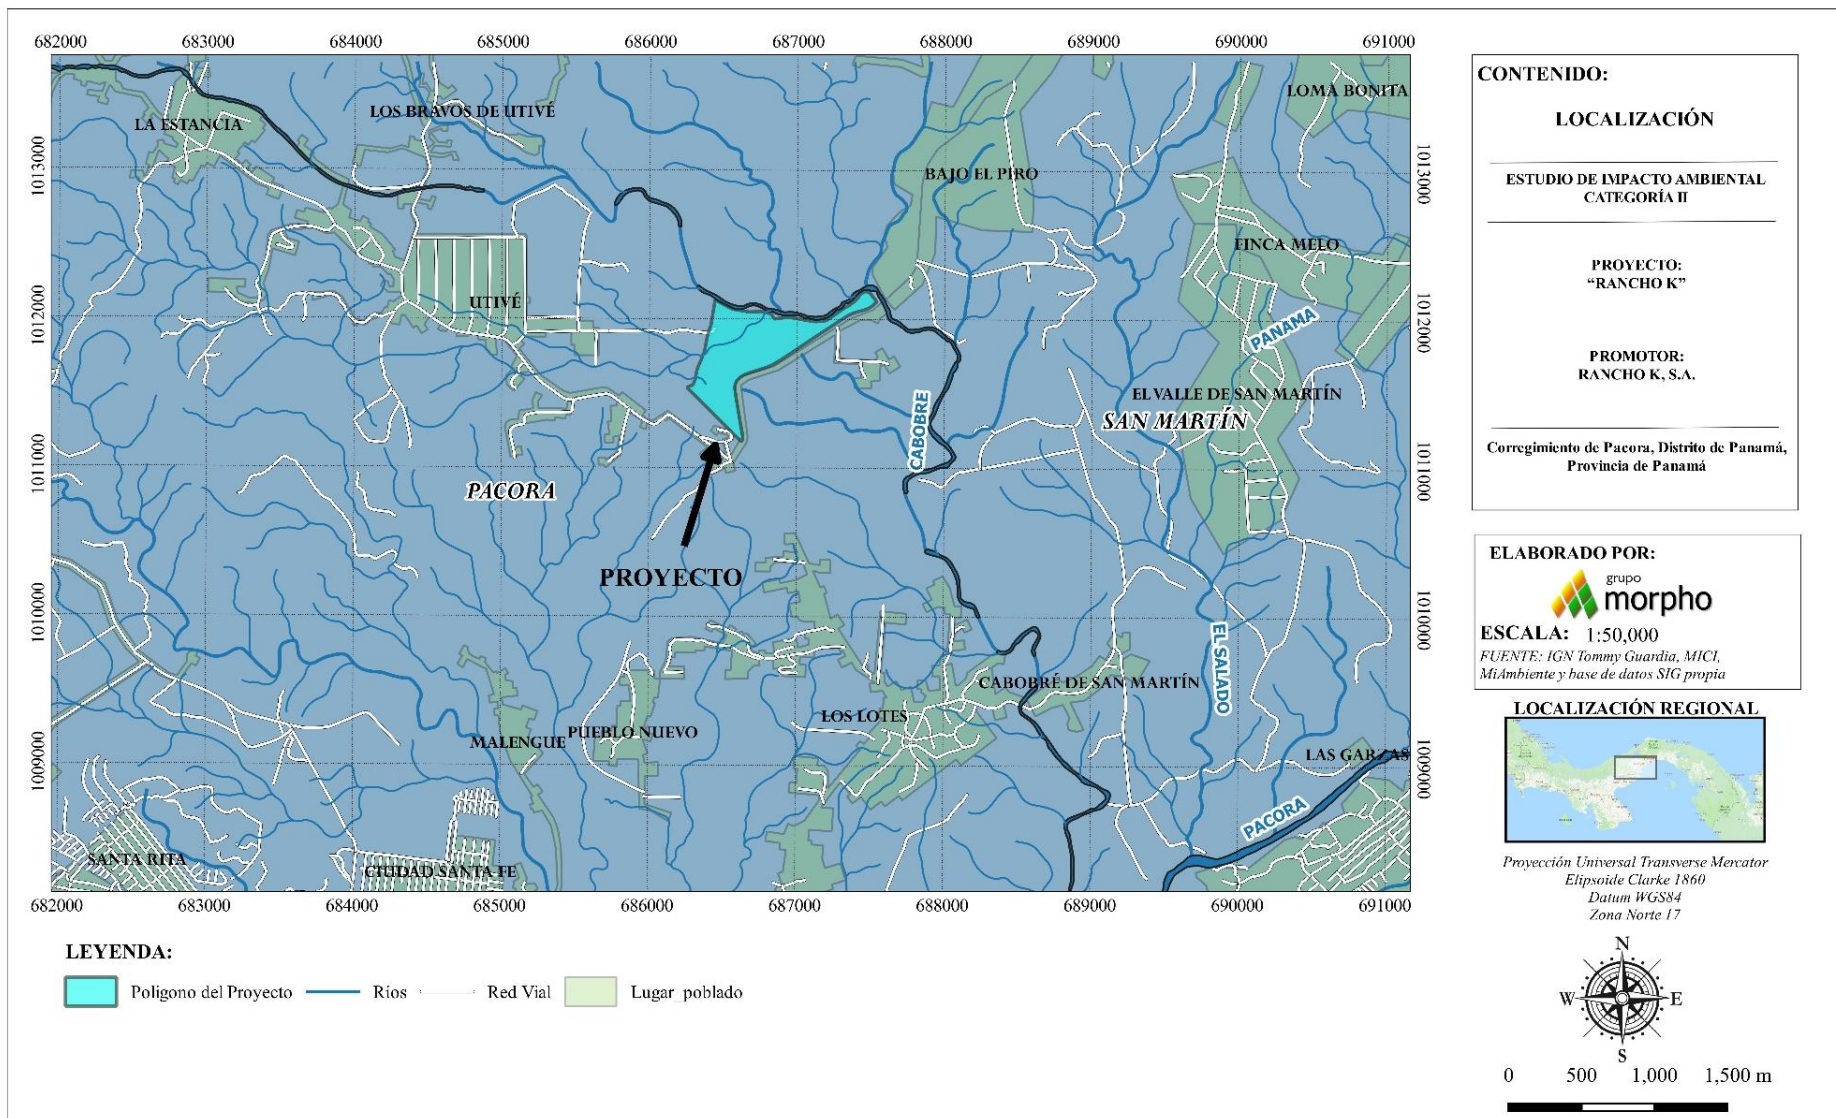 682000 683000 684000 685000 686000 687000 688000 689000 690000 691000
LOS BRAVOS DE UTIVÉ
LA ESTANCIA
LOMA BONITA
1013000
BAJO EL PIRO
1013000
FINCA MELO
UTIVÉ
1012000
PANAMA
1012000
EL VALLE DE SAN MARTÍN
SAN MARTÍN
CABOBRE
1011000
PACORA
1011000
PROYECTO
1010000
1010000
EL SALADO
CABOBRÉ DE SAN MARTÍN
LOS LOTES
PUEBLO NUEVO
MALENGUE
LAS GARZAS
1009000
1009000
PACORA
SANTA RITA
CIUDAD SANTA FE
682000 683000 684000 685000 686000 687000 688000 689000 690000 691000
LEYENDA:
Poligono del Proyecto
Rios
Red Vial
Lugar_poblado
CONTENIDO:
LOCALIZACIÓN
ESTUDIO DE IMPACTO AMBIENTAL
CATEGORÍA II
PROYECTO:
“RANCHO K”
PROMOTOR:
RANCHO K, S.A.
Corregimiento de Pacora, Distrito de Panamá,
Provincia de Panamá
ELABORADO POR:
grupo
morpho
ESCALA: 1:50,000
FUENTE: IGN Tommy Guardia, MICI,
MiAmbiente y base de datos SIG propia
LOCALIZACIÓN REGIONAL
Proyección Universal Transverse Mercator
Elipsoide Clarke 1860
Datum WGS84
Zona Norte 17
N
W E
S
0 500 1,000 1,500 m